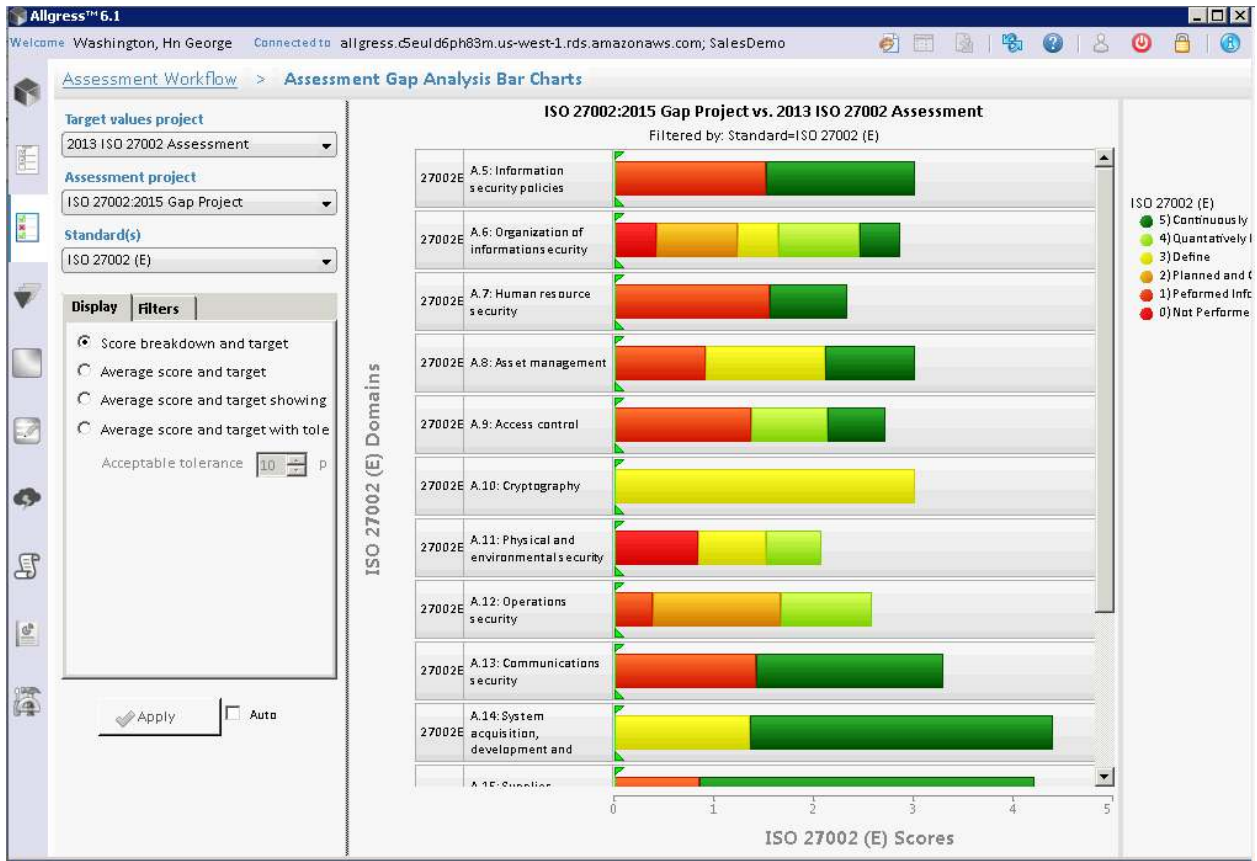 Allgress™ 6.1
Welcome Washington, Hn George Connected to allgress.c5euld6ph83m.us-west-1.rds.amazonaws.com; SalesDemo
Assessment Workflow > Assessment Gap Analysis Bar Charts
Target values project
2013 ISO 27002 Assessment
Assessment project
ISO 27002:2015 Gap Project
Standard(s)
ISO 27002 (E)
Display Filters
Score breakdown and target
Average score and target
Average score and target showing
Average score and target with tole
Acceptable tolerance 10 p
Apply Auto
ISO 27002:2015 Gap Project vs. 2013 ISO 27002 Assessment
Filtered by: Standard=ISO 27002 (E)
ISO 27002 (E) Domains
27002E A.5: Information
security policies
27002E A.6: Organization of
informationsecurity
27002E A.7: Human resource
security
27002E A.8: Asset management
27002E A.9: Access control
27002E A.10: Cryptography
27002E A.11: Physical and
environmental security
27002E A.12: Operations
security
27002E A.13: Communications
security
27002E A.14: System
acquisition,
development and
A.15: Supplier
0 1 2 3 4 5
ISO 27002 (E) Scores
ISO 27002 (E)
5) Continuously
4) Quantatively I
3) Define
2) Planned and
1) Peformed Info
0) Not Performe